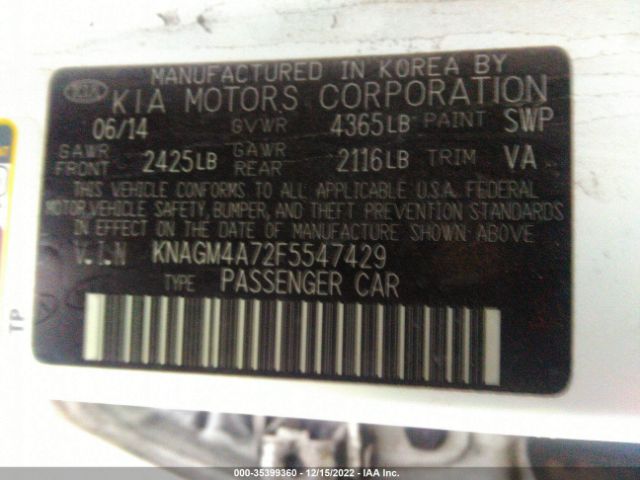 MANUFACTURED IN KOREA BY
KIA KIA MOTORS CORPORATION
06/14 GVWR 4365LB PAINT SWP
GAWR FRONT 2425LB GAWR REAR 2116LB TRIM VA
THIS VEHICLE CONFORMS TO ALL APPLICABLE U.S.A. FEDERAL
MOTOR VEHICLE SAFETY, BUMPER, AND THEFT PREVENTION STANDARDS
IN EFFECT ON THE DATE OF MANUFACTURE SHOWN ABOVE.
V.I.N KNAGM4A72F5547429
TYPE PASSENGER CAR
TP
000-35399360 - 12/15/2022 - IAA Inc.